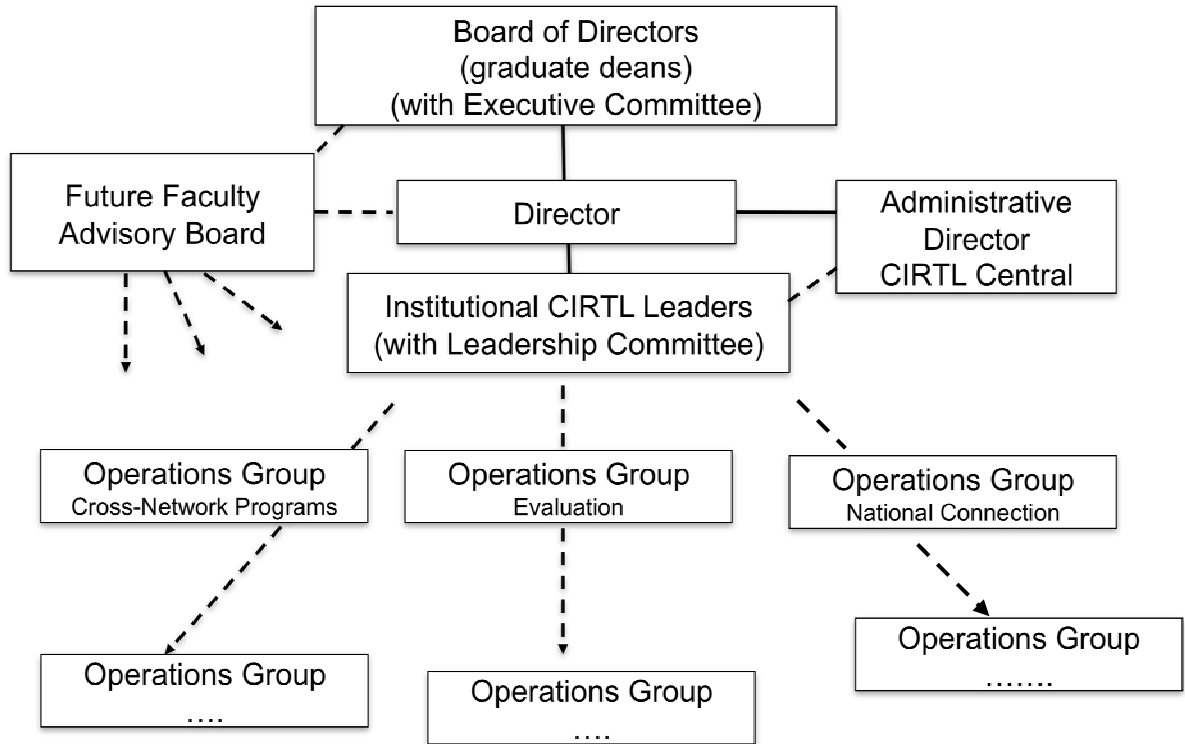 Board of Directors
(graduate deans)
(with Executive Committee)
Future Faculty
Advisory Board
Director
Administrative
Director
CIRTL Central
Institutional CIRTL Leaders
(with Leadership Committee)
Operations Group
Cross-Network Programs
Operations Group
Evaluation
Operations Group
National Connection
Operations Group
....
Operations Group
....
Operations Group
.......